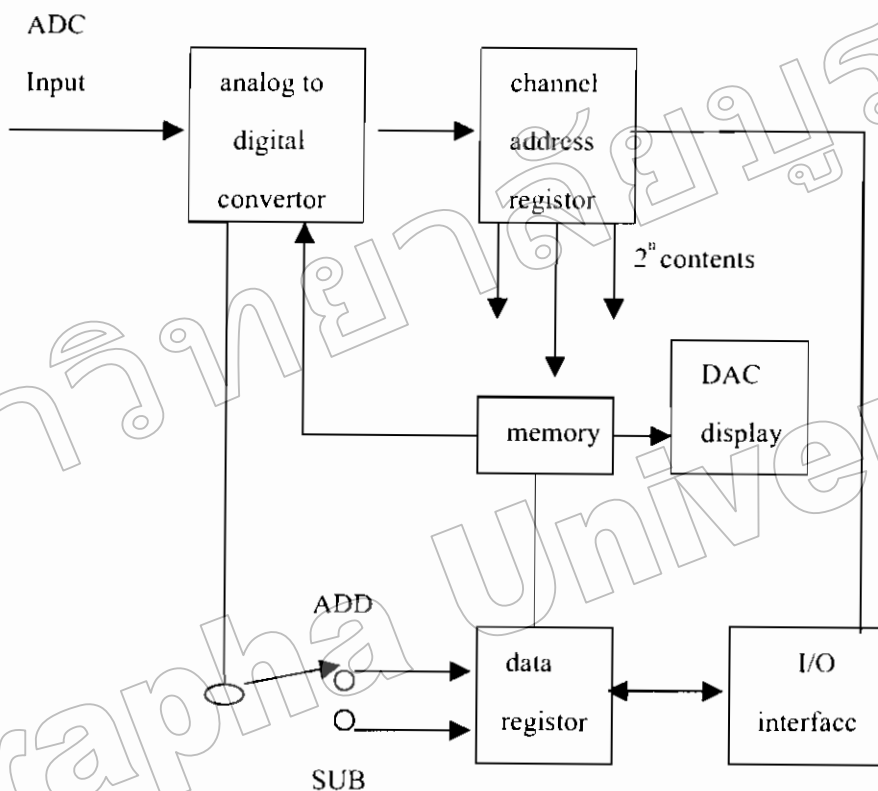 ADC
Input
analog to
digital
convertor
channel
address
registor
2ⁿ contents
DAC
display
memory
ADD
SUB
data
registor
I/O
interface